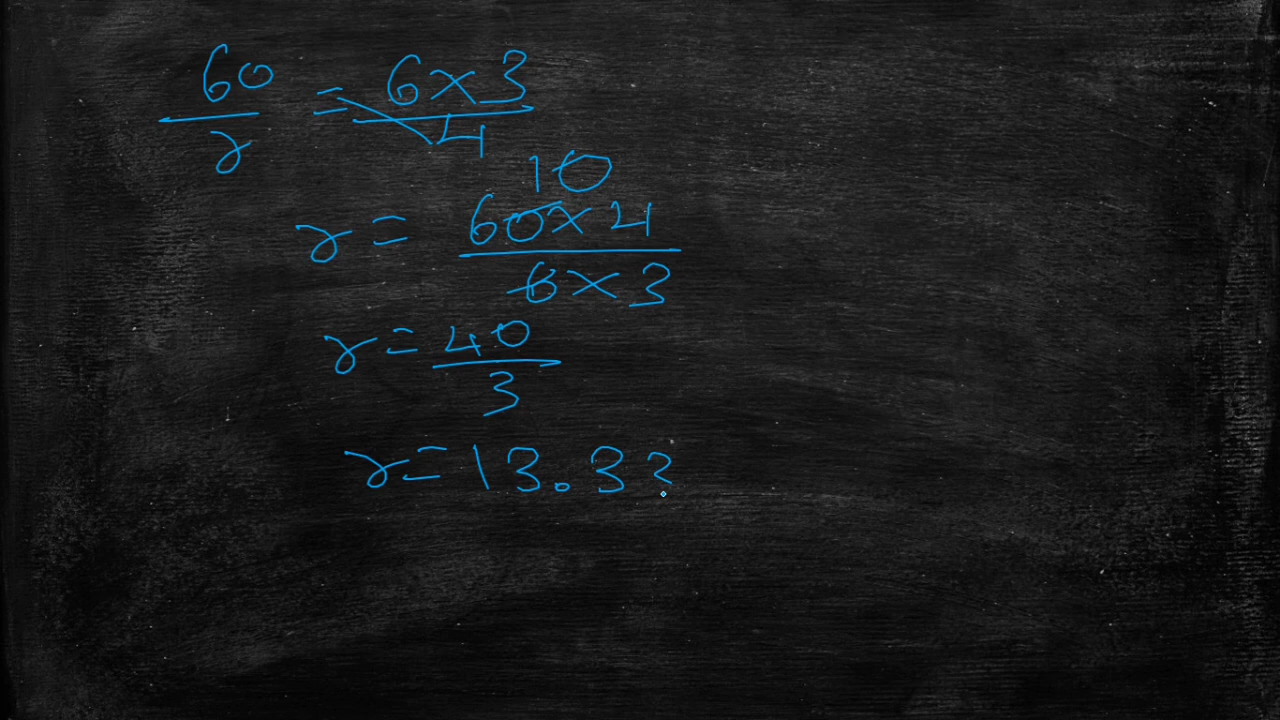 60/r = 6×3/4
10
r = 60×4/6×3
r = 40/3
r = 13.33